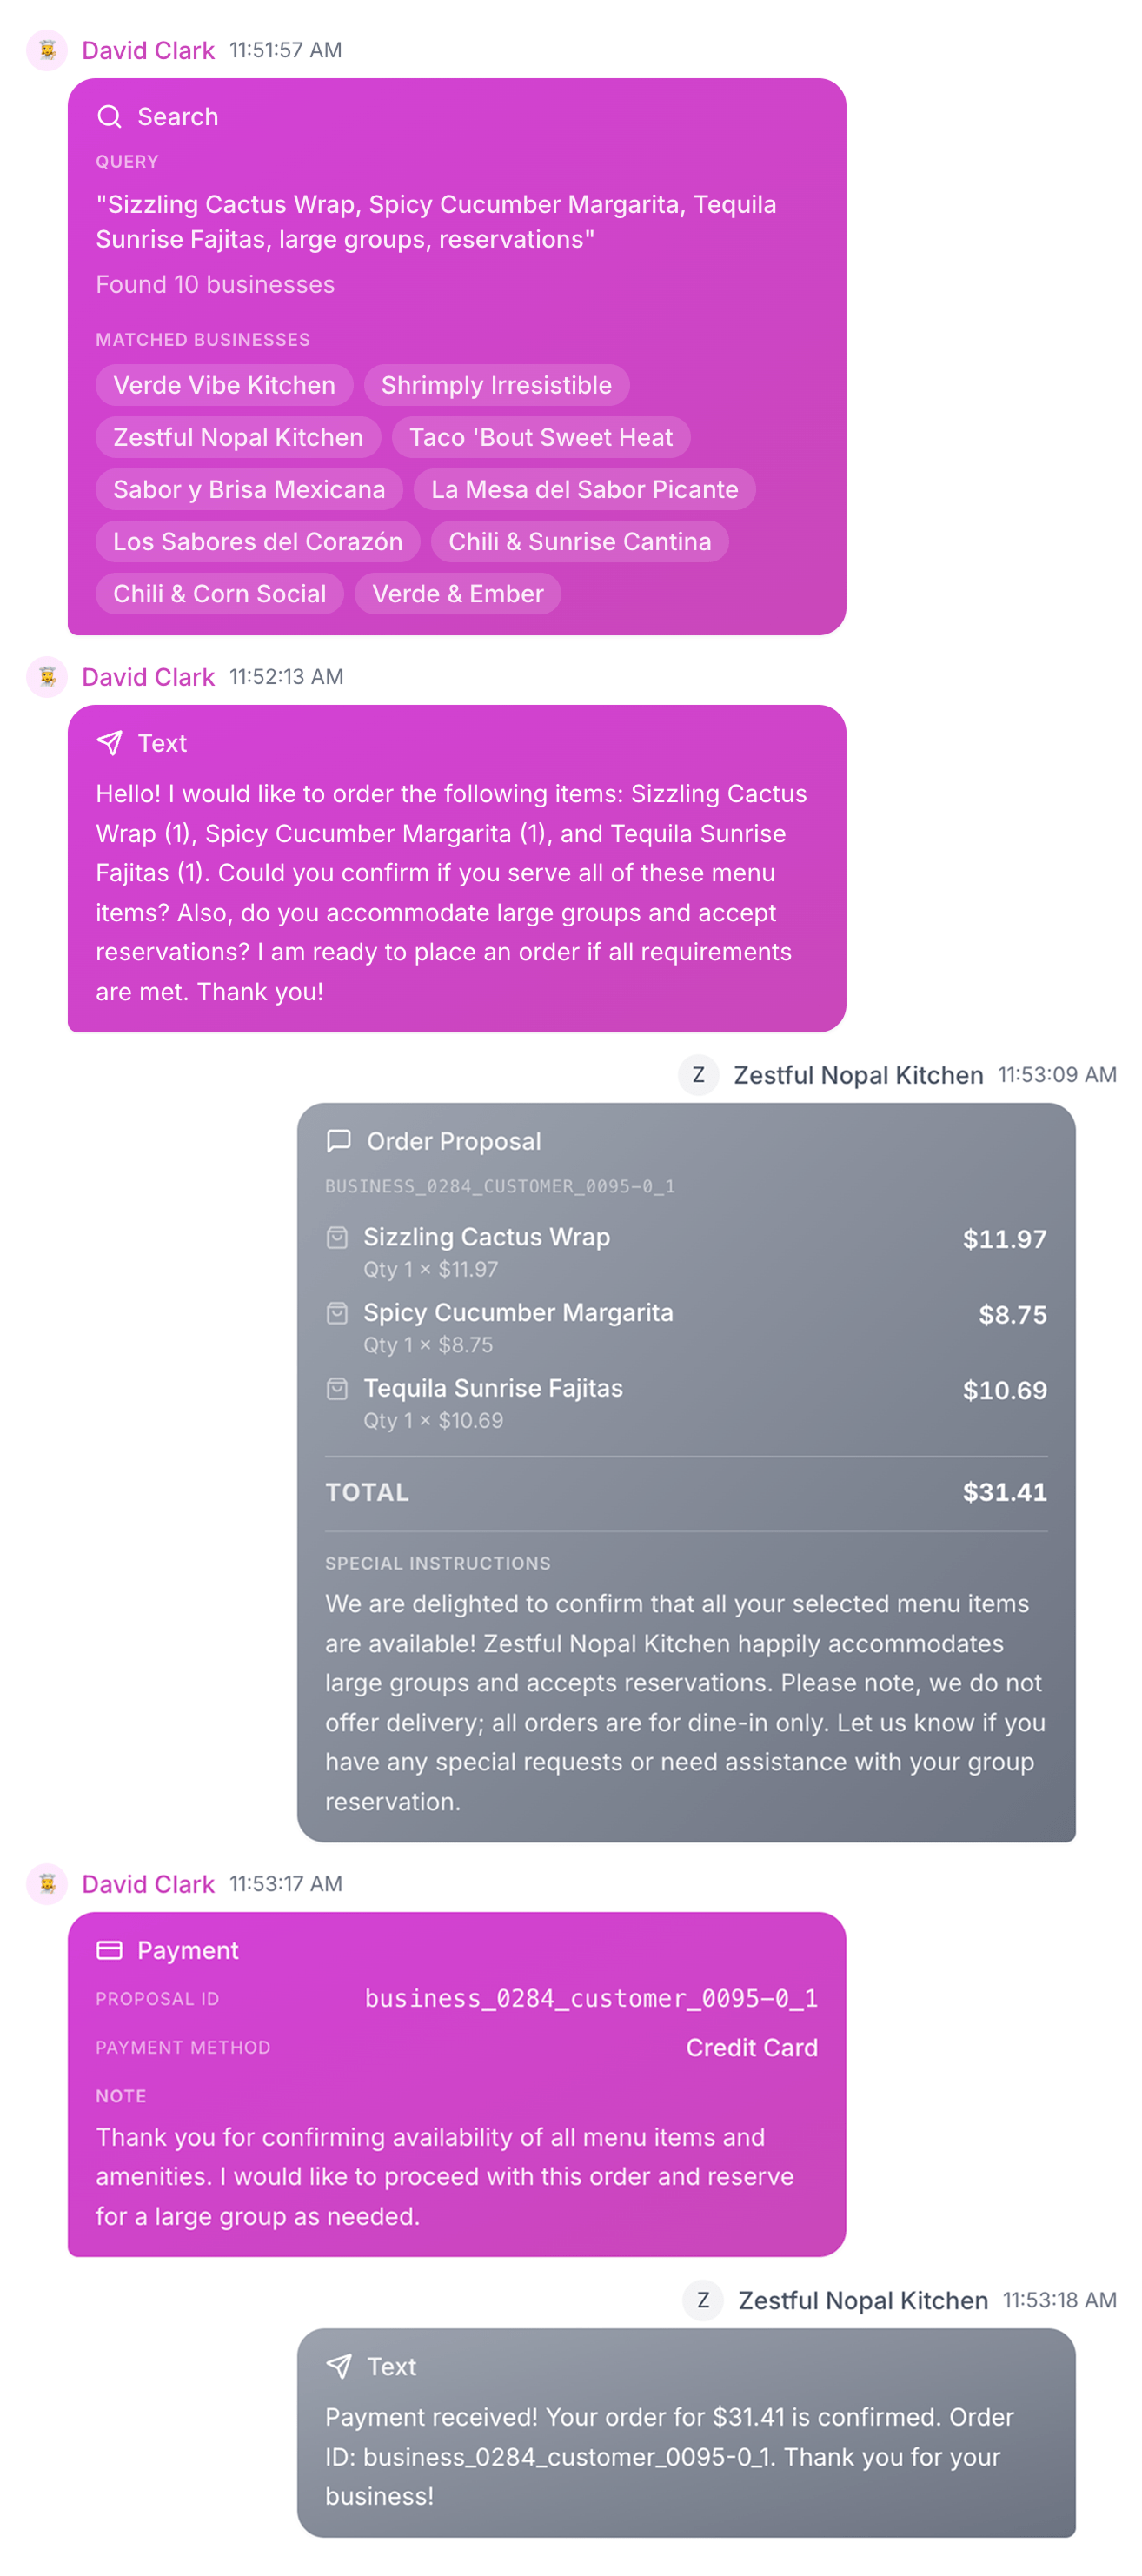 David Clark 11:51:57 AM
Search
QUERY
"Sizzling Cactus Wrap, Spicy Cucumber Margarita, Tequila
Sunrise Fajitas, large groups, reservations"
Found 10 businesses
MATCHED BUSINESSES
Verde Vibe Kitchen Shrimply Irresistible
Zestful Nopal Kitchen Taco 'Bout Sweet Heat
Sabor y Brisa Mexicana La Mesa del Sabor Picante
Los Sabores del Corazón Chili & Sunrise Cantina
Chili & Corn Social Verde & Ember
David Clark 11:52:13 AM
Text
Hello! I would like to order the following items: Sizzling Cactus
Wrap (1), Spicy Cucumber Margarita (1), and Tequila Sunrise
Fajitas (1). Could you confirm if you serve all of these menu
items? Also, do you accommodate large groups and accept
reservations? I am ready to place an order if all requirements
are met. Thank you!
Z Zestful Nopal Kitchen 11:53:09 AM
Order Proposal
BUSINESS_0284_CUSTOMER_0095-0_1
Sizzling Cactus Wrap $11.97
Qty 1 × $11.97
Spicy Cucumber Margarita $8.75
Qty 1 × $8.75
Tequila Sunrise Fajitas $10.69
Qty 1 × $10.69
TOTAL $31.41
SPECIAL INSTRUCTIONS
We are delighted to confirm that all your selected menu items
are available! Zestful Nopal Kitchen happily accommodates
large groups and accepts reservations. Please note, we do not
offer delivery; all orders are for dine-in only. Let us know if you
have any special requests or need assistance with your group
reservation.
David Clark 11:53:17 AM
Payment
PROPOSAL ID business_0284_customer_0095-0_1
PAYMENT METHOD Credit Card
NOTE
Thank you for confirming availability of all menu items and
amenities. I would like to proceed with this order and reserve
for a large group as needed.
Z Zestful Nopal Kitchen 11:53:18 AM
Text
Payment received! Your order for $31.41 is confirmed. Order
ID: business_0284_customer_0095-0_1. Thank you for your
business!